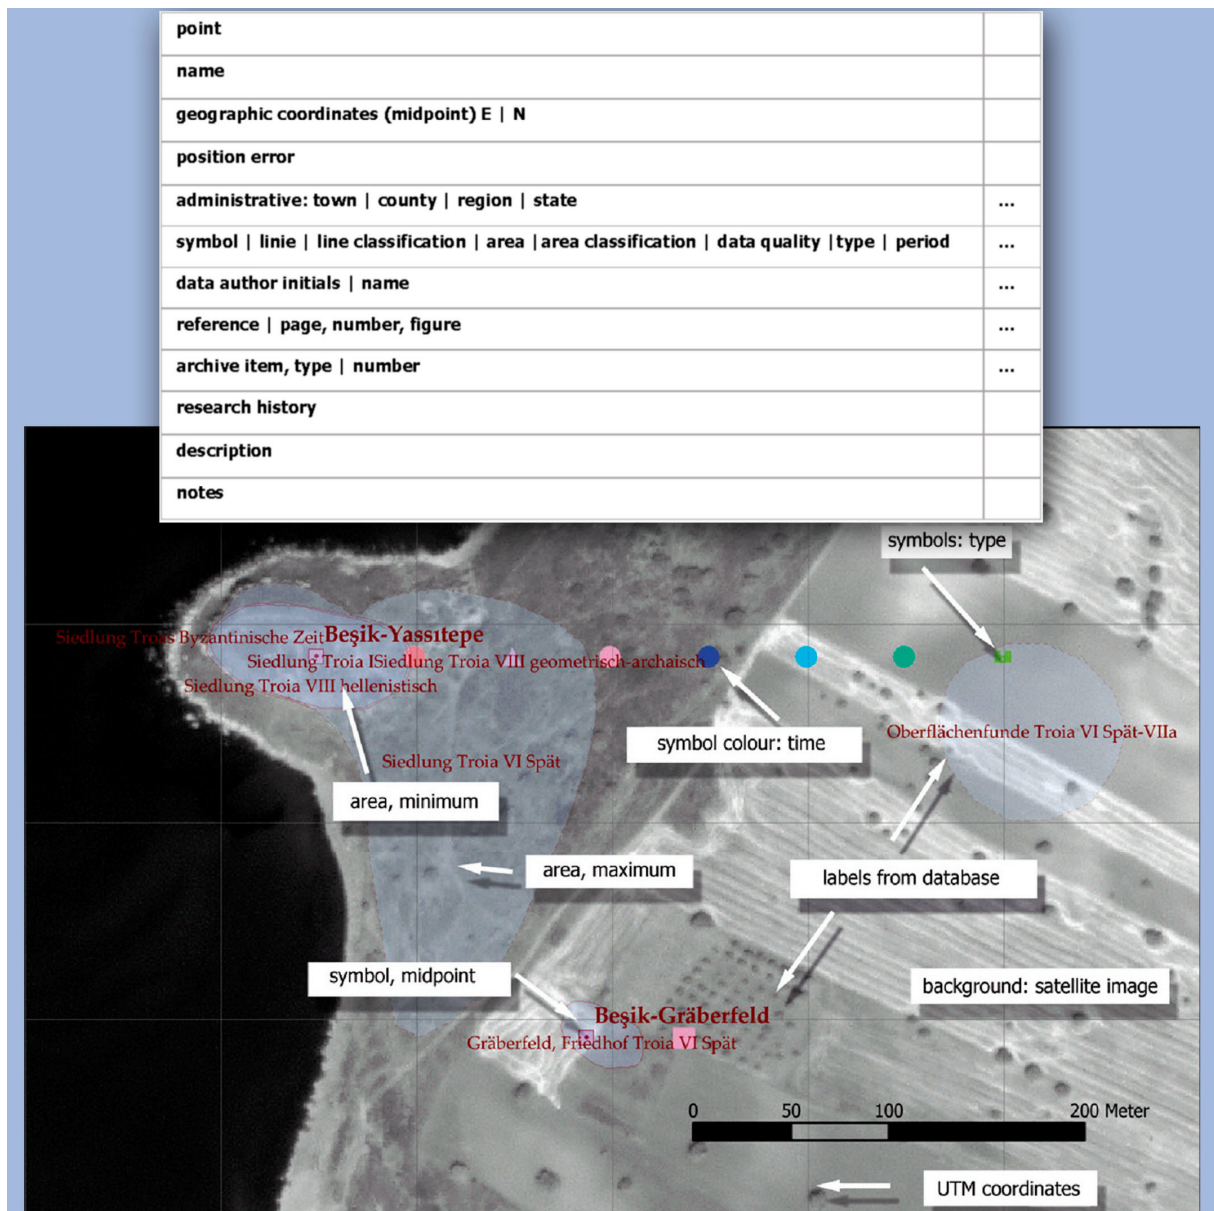 point
name
geographic coordinates (midpoint) E | N
position error
administrative: town | county | region | state ...
symbol | linie | line classification | area |area classification | data quality |type | period ...
data author initials | name ...
reference | page, number, figure ...
archive item, type | number ...
research history
description
notes
symbols: type
Siedlung Troas Byzantinische Zeit
Beşik-Yassıtepe
Siedlung Troia ISiedlung Troia VIII geometrisch-archaisch
Siedlung Troia VIII hellenistisch
symbol colour: time
Oberflächenfunde Troia VI Spät-VIIa
Siedlung Troia VI Spät
area, minimum
area, maximum
labels from database
symbol, midpoint
background: satellite image
Beşik-Gräberfeld
Gräberfeld, Friedhof Troia VI Spät
0 50 100 200 Meter
UTM coordinates